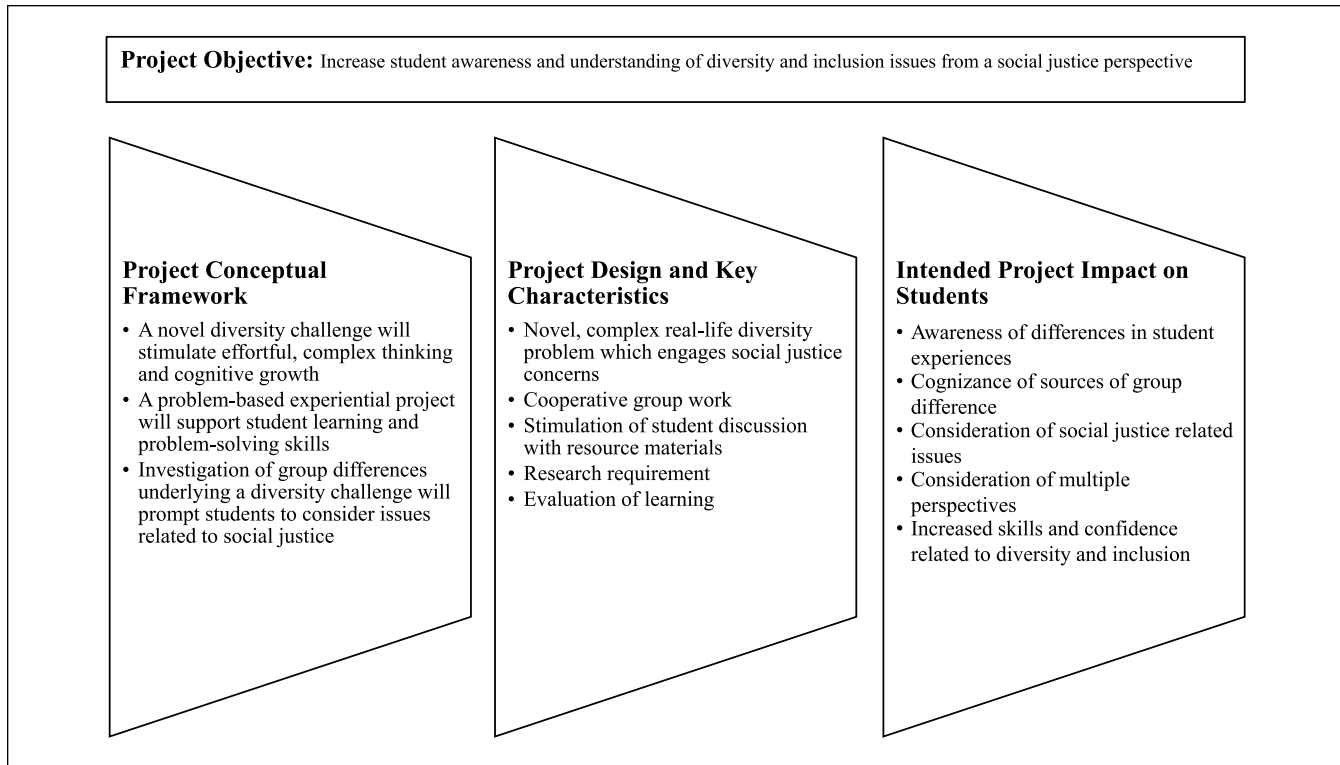 Project Objective: Increase student awareness and understanding of diversity and inclusion issues from a social justice perspective
Project Conceptual
Framework
• A novel diversity challenge will
stimulate effortful, complex thinking
and cognitive growth
• A problem-based experiential project
will support student learning and
problem-solving skills
• Investigation of group differences
underlying a diversity challenge will
prompt students to consider issues
related to social justice
Project Design and Key
Characteristics
• Novel, complex real-life diversity
problem which engages social justice
concerns
• Cooperative group work
• Stimulation of student discussion
with resource materials
• Research requirement
• Evaluation of learning
Intended Project Impact on
Students
• Awareness of differences in student
experiences
• Cognizance of sources of group
difference
• Consideration of social justice related
issues
• Consideration of multiple
perspectives
• Increased skills and confidence
related to diversity and inclusion